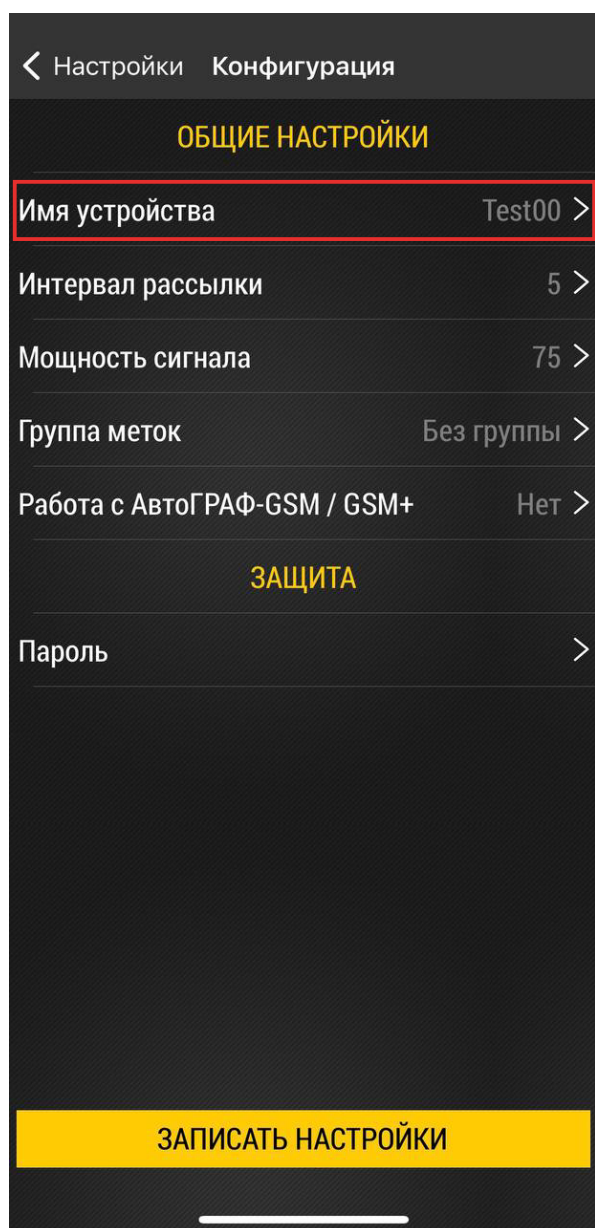 Настройки Конфигурация
ОБЩИЕ НАСТРОЙКИ
Имя устройства Test00
Интервал рассылки 5
Мощность сигнала 75
Группа меток Без группы
Работа с АвтоГРАФ-GSM / GSM+ Нет
ЗАЩИТА
Пароль
ЗАПИСАТЬ НАСТРОЙКИ